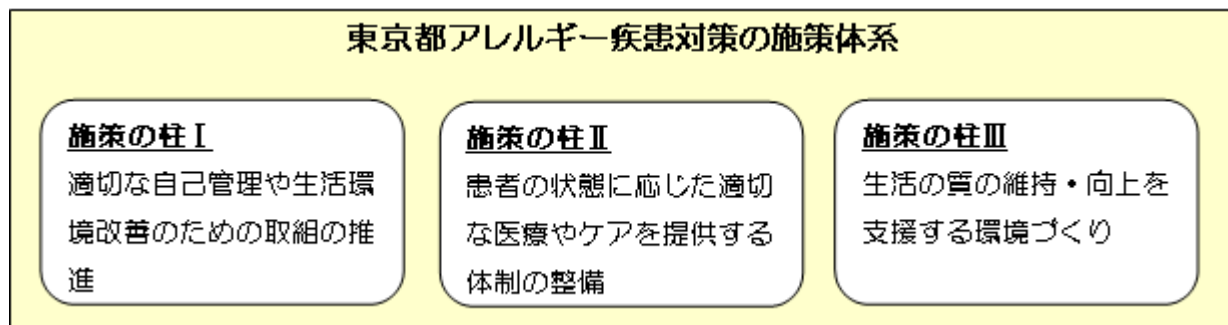 東京都アレルギー疾患対策の施策体系
施策の柱Ⅰ
適切な自己管理や生活環
境改善のための取組の推
進
施策の柱Ⅱ
患者の状態に応じた適切
な医療やケアを提供する
体制の整備
施策の柱Ⅲ
生活の質の維持・向上を
支援する環境づくり